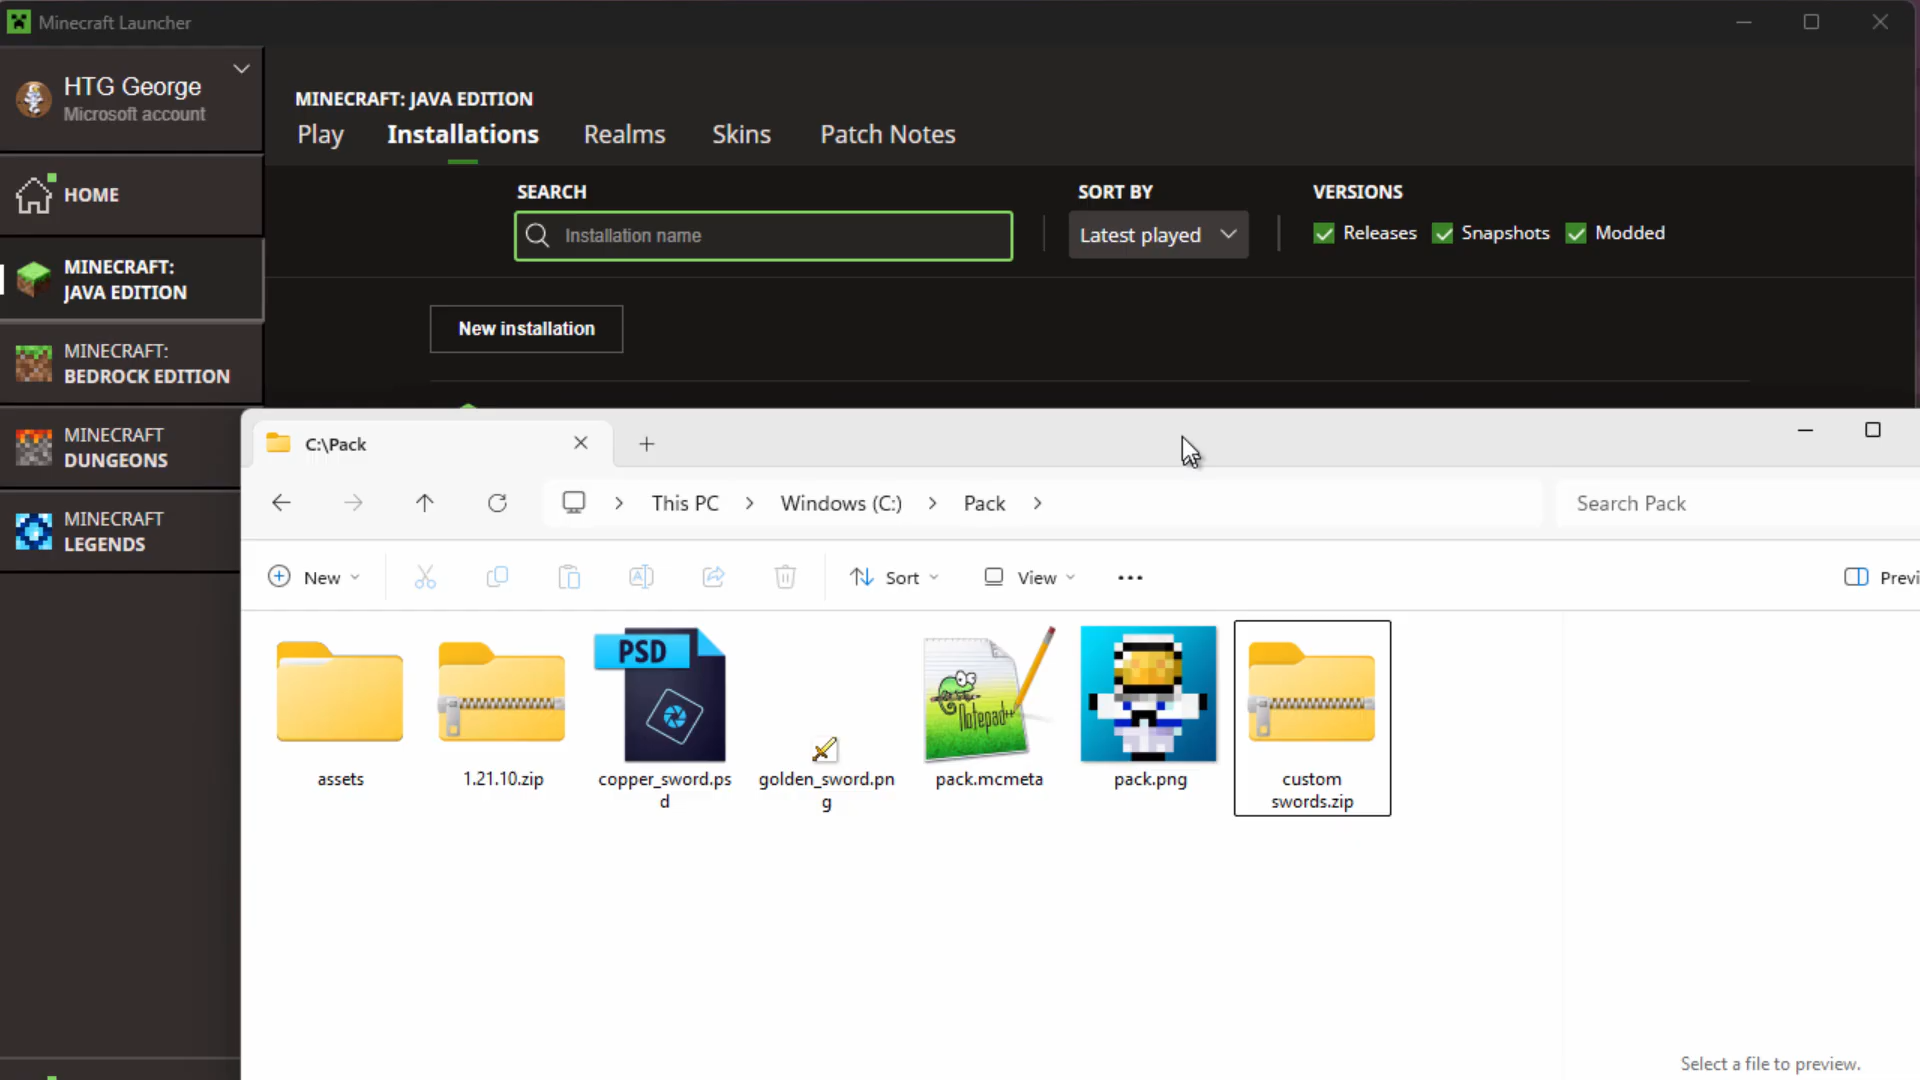 Minecraft Launcher
HTG George
Microsoft account
MINECRAFT: JAVA EDITION
Play Installations Realms Skins Patch Notes
HOME
SEARCH
Installation name
SORT BY
Latest played
VERSIONS
Releases Snapshots Modded
MINECRAFT:
JAVA EDITION
New installation
MINECRAFT:
BEDROCK EDITION
MINECRAFT
DUNGEONS
MINECRAFT
LEGENDS
C:\Pack
This PC Windows (C:) Pack
Search Pack
New
Sort
View
Previ
assets
1.21.10.zip
PSD
copper_sword.ps
d
golden_sword.pn
g
Notepad++
pack.mcmeta
pack.png
custom
swords.zip
Select a file to preview.